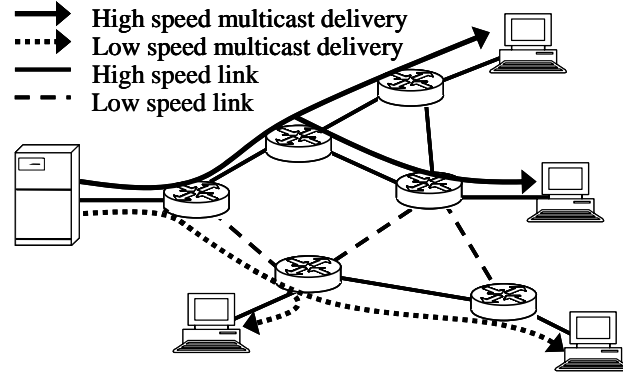 High speed multicast delivery
Low speed multicast delivery
High speed link
Low speed link